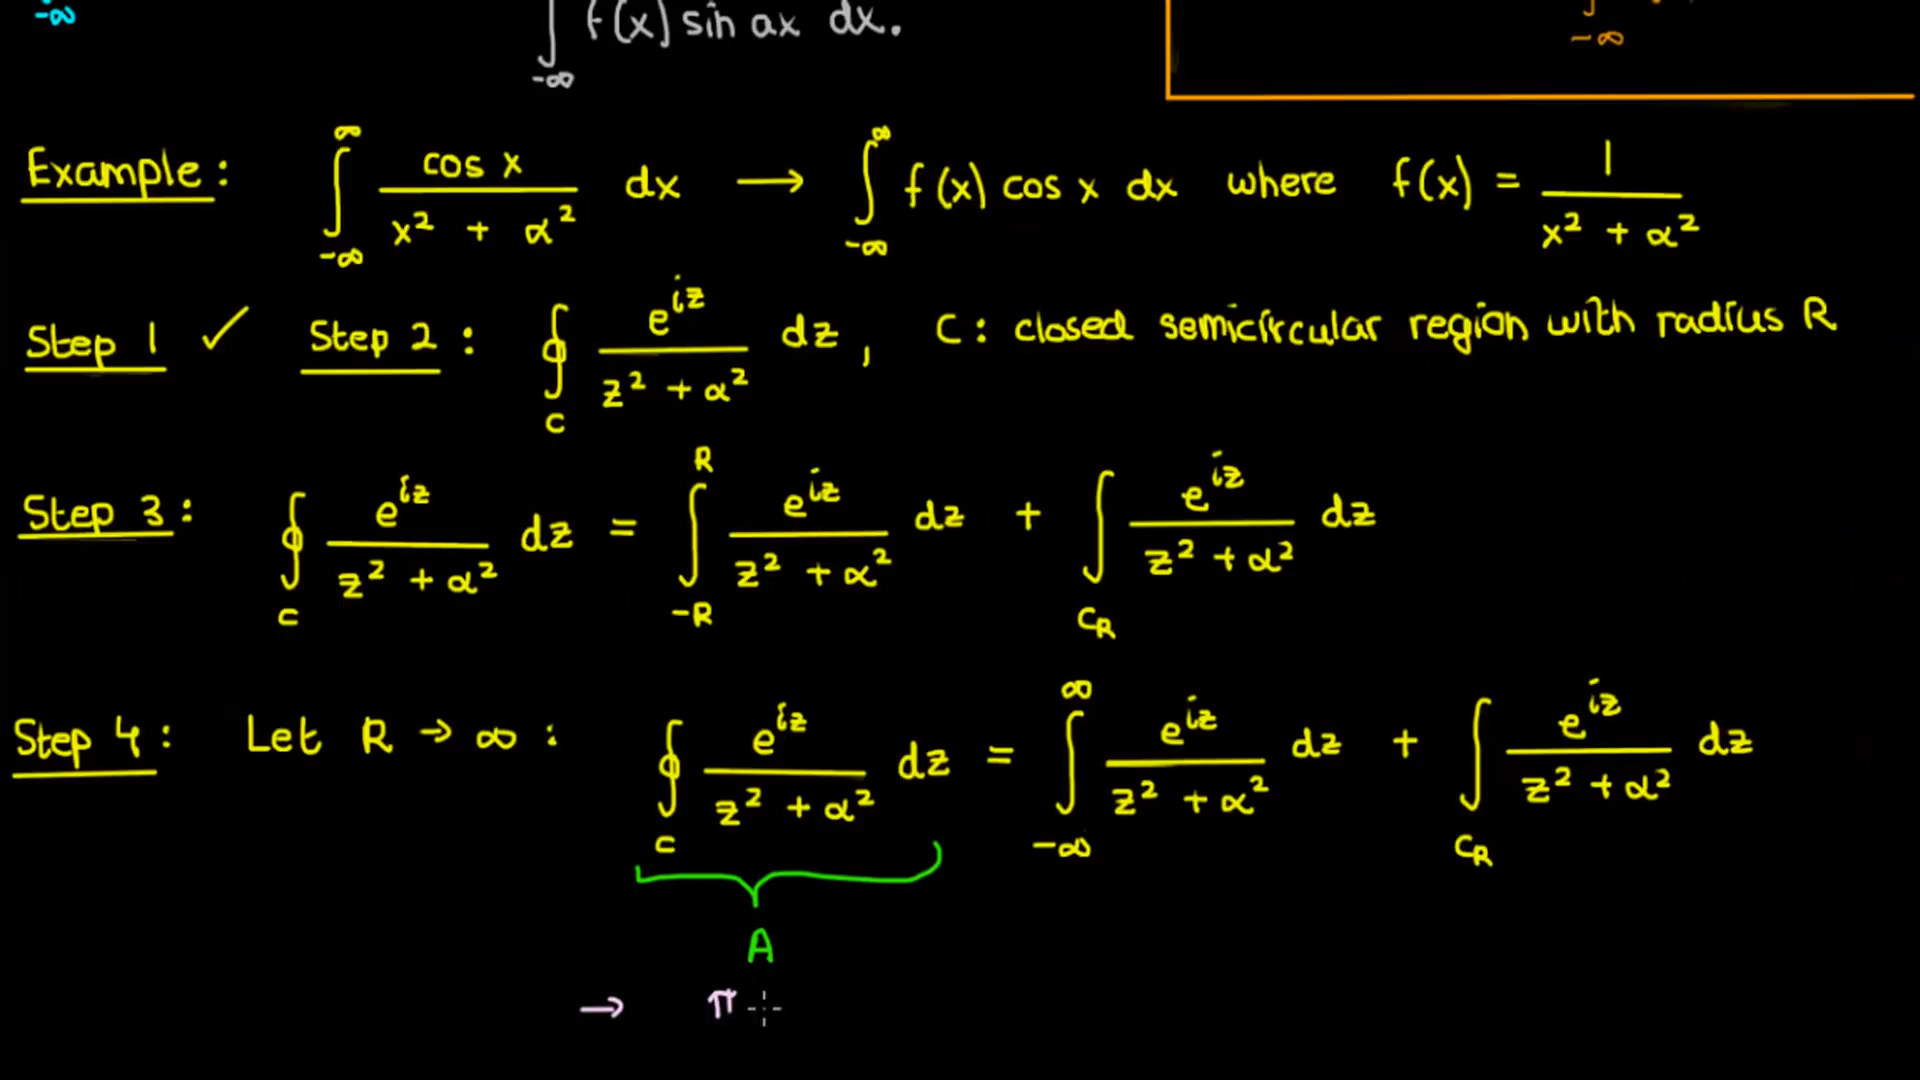 -∞ ∫_{-∞} f(x) sin ax dx. ∫_{-∞}
Example: ∫_{-∞}^{∞} cos x / (x² + α²) dx → ∫_{-∞}^{∞} f(x) cos x dx where f(x) = 1 / (x² + α²)
Step 1 ✓ Step 2: ∮_C e^{iz} / (z² + α²) dz, C: closed semicircular region with radius R
Step 3: ∮_C e^{iz} / (z² + α²) dz = ∫_{-R}^{R} e^{iz} / (z² + α²) dz + ∫_{C_R} e^{iz} / (z² + α²) dz
Step 4: Let R → ∞: ∮_C e^{iz} / (z² + α²) dz = ∫_{-∞}^{∞} e^{iz} / (z² + α²) dz + ∫_{C_R} e^{iz} / (z² + α²) dz
A
→ π